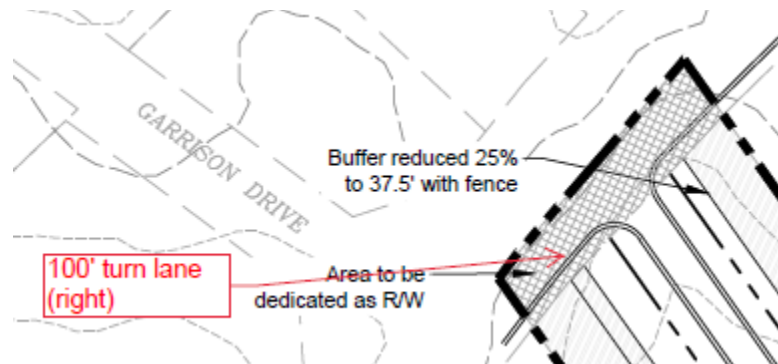 GARRISON DRIVE
Buffer reduced 25%
to 37.5' with fence
100' turn lane
(right)
Area to be
dedicated as R/W